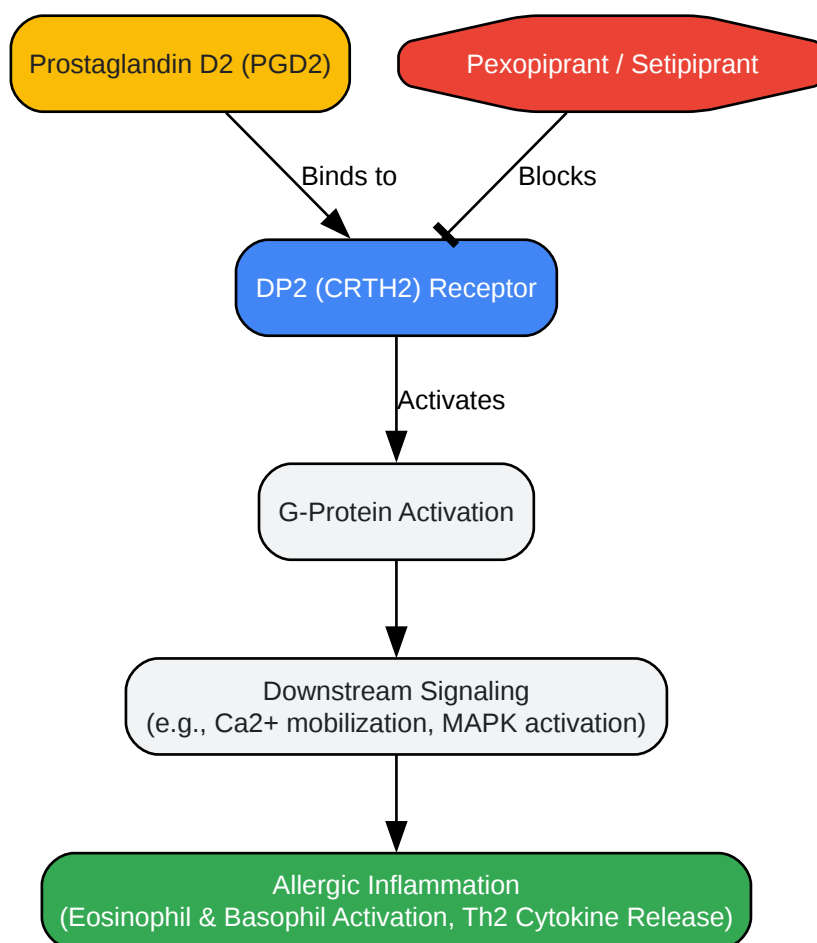 Prostaglandin D2 (PGD2)
Pexopiprant / Setipiprant
Binds to
Blocks
DP2 (CRTH2) Receptor
Activates
G-Protein Activation
Downstream Signaling
(e.g., Ca2+ mobilization, MAPK activation)
Allergic Inflammation
(Eosinophil & Basophil Activation, Th2 Cytokine Release)